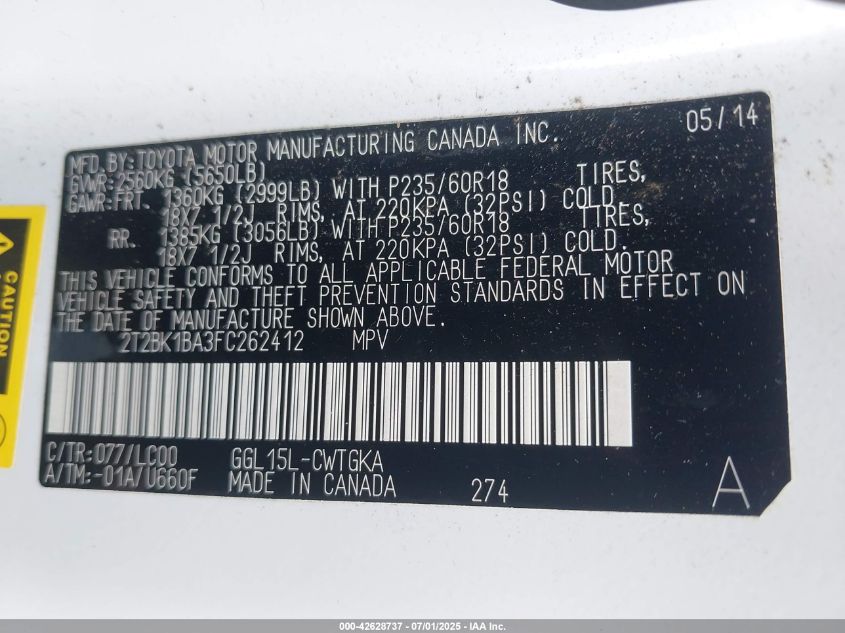 05/14
MFD. BY: TOYOTA MOTOR MANUFACTURING CANADA INC.
GVWR: 2560KG (5650LB)
GAWR: FRT. 1360KG (2999LB) WITH P235/60R18 TIRES,
18X7 1/2J RIMS, AT 220KPA (32PSI) COLD.
RR. 1385KG (3056LB) WITH P235/60R18 TIRES,
18X7 1/2J RIMS, AT 220KPA (32PSI) COLD.
THIS VEHICLE CONFORMS TO ALL APPLICABLE FEDERAL MOTOR
VEHICLE SAFETY AND THEFT PREVENTION STANDARDS IN EFFECT ON
THE DATE OF MANUFACTURE SHOWN ABOVE.
2T2BK1BA3FC262412 MPV
C/TR: 077/LC00 GGL15L-CWTGKA
A/TM: -01A/U660F MADE IN CANADA 274 A
CAUTION
000-42628737 - 07/01/2025 - IAA Inc.